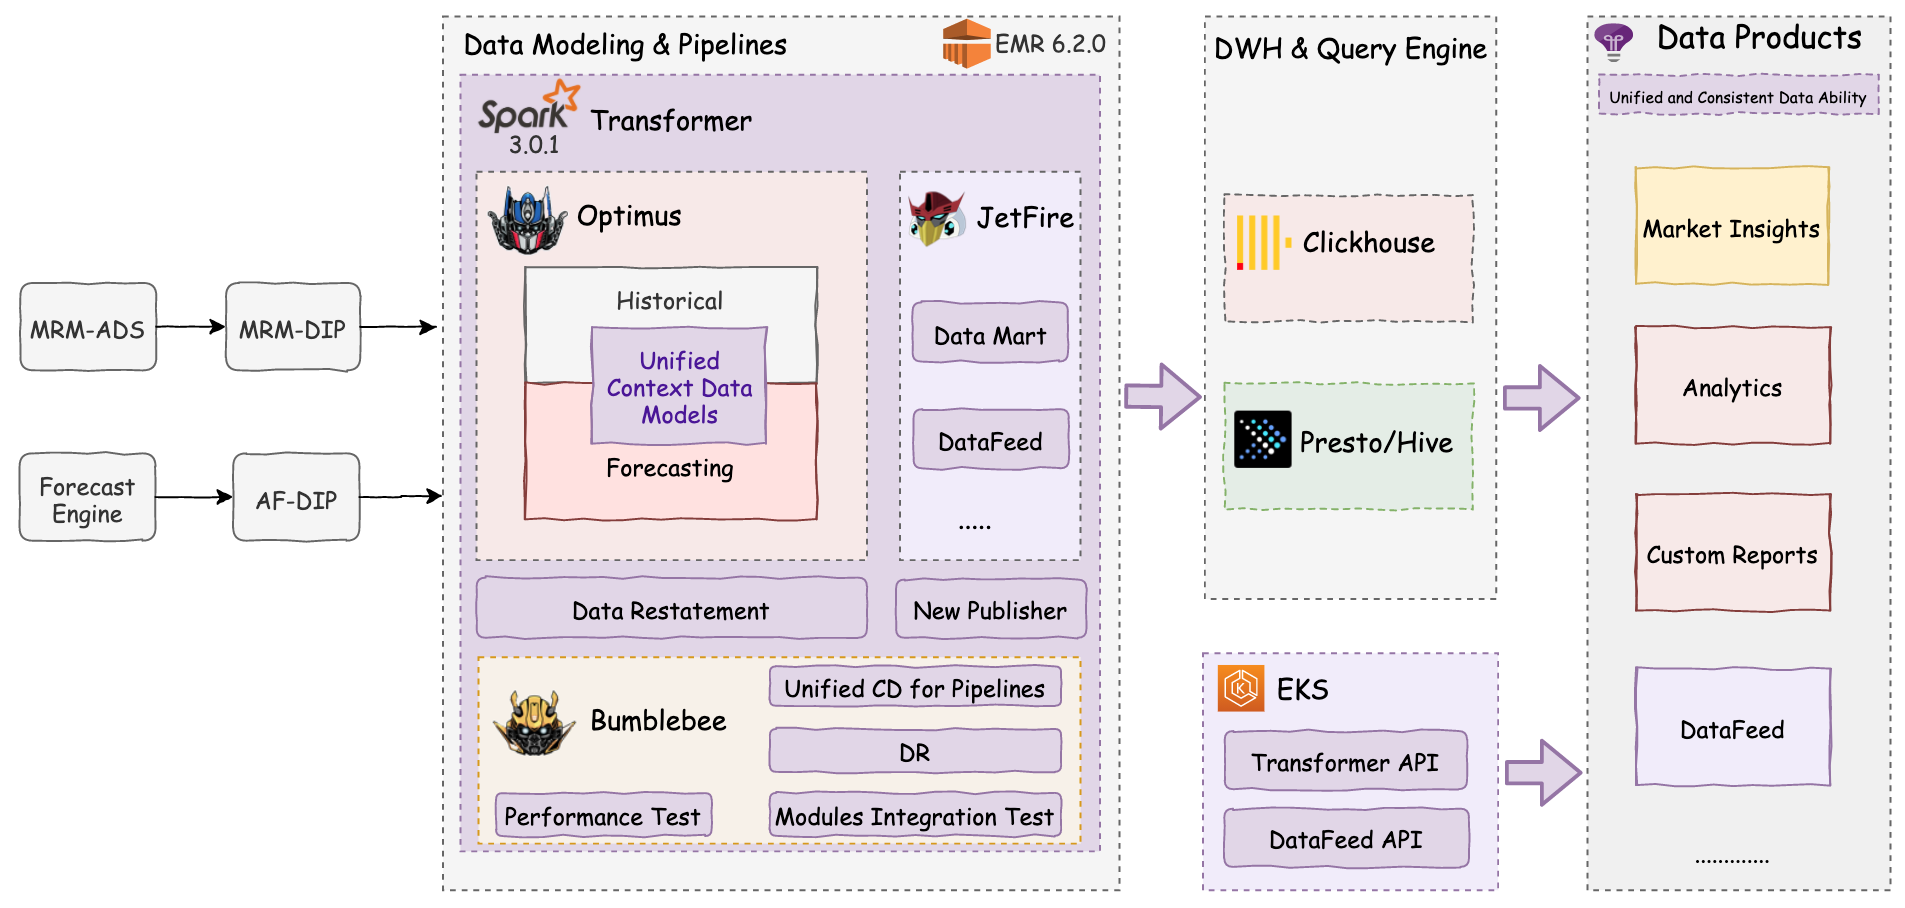 MRM-ADS
MRM-DIP
Forecast
Engine
AF-DIP
Data Modeling & Pipelines
EMR 6.2.0
Spark
3.0.1
Transformer
Optimus
Historical
Unified
Context Data
Models
Forecasting
JetFire
Data Mart
DataFeed
.....
Data Restatement
New Publisher
Bumblebee
Unified CD for Pipelines
DR
Performance Test
Modules Integration Test
DWH & Query Engine
Clickhouse
Presto/Hive
EKS
Transformer API
DataFeed API
Data Products
Unified and Consistent Data Ability
Market Insights
Analytics
Custom Reports
DataFeed
.............